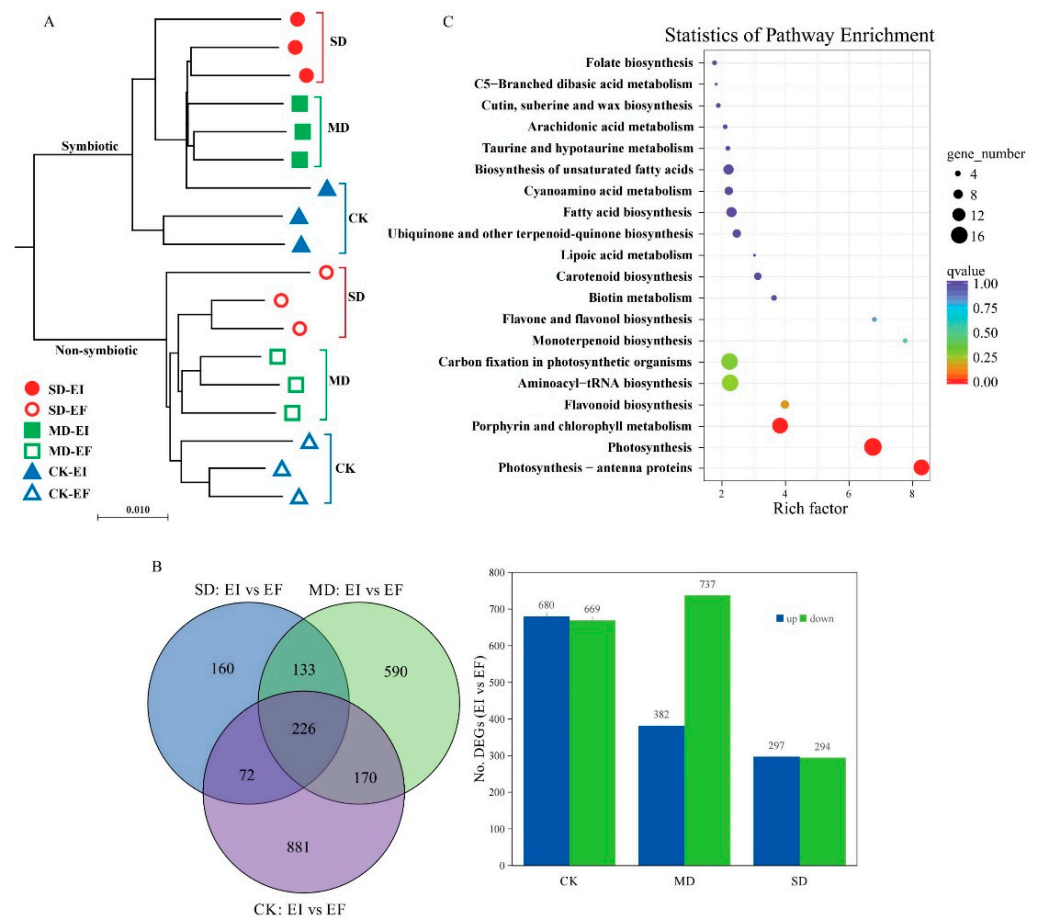 A
SD
MD
Symbiotic
CK
SD
Non-symbiotic
MD
CK
SD-EI
SD-EF
MD-EI
MD-EF
CK-EI
CK-EF
0.010
C
Statistics of Pathway Enrichment
Folate biosynthesis
C5−Branched dibasic acid metabolism
Cutin, suberine and wax biosynthesis
Arachidonic acid metabolism
Taurine and hypotaurine metabolism
Biosynthesis of unsaturated fatty acids
Cyanoamino acid metabolism
Fatty acid biosynthesis
Ubiquinone and other terpenoid-quinone biosynthesis
Lipoic acid metabolism
Carotenoid biosynthesis
Biotin metabolism
Flavone and flavonol biosynthesis
Monoterpenoid biosynthesis
Carbon fixation in photosynthetic organisms
Aminoacyl−tRNA biosynthesis
Flavonoid biosynthesis
Porphyrin and chlorophyll metabolism
Photosynthesis
Photosynthesis − antenna proteins
2 4 6 8
Rich factor
gene_number
4
8
12
16
qvalue
1.00
0.75
0.50
0.25
0.00
B
SD: EI vs EF MD: EI vs EF
160 133 590
226
72 170
881
CK: EI vs EF
No. DEGs (EI vs EF)
800
700
600
500
400
300
200
100
0
680 669
382 737
297 294
up down
CK MD SD